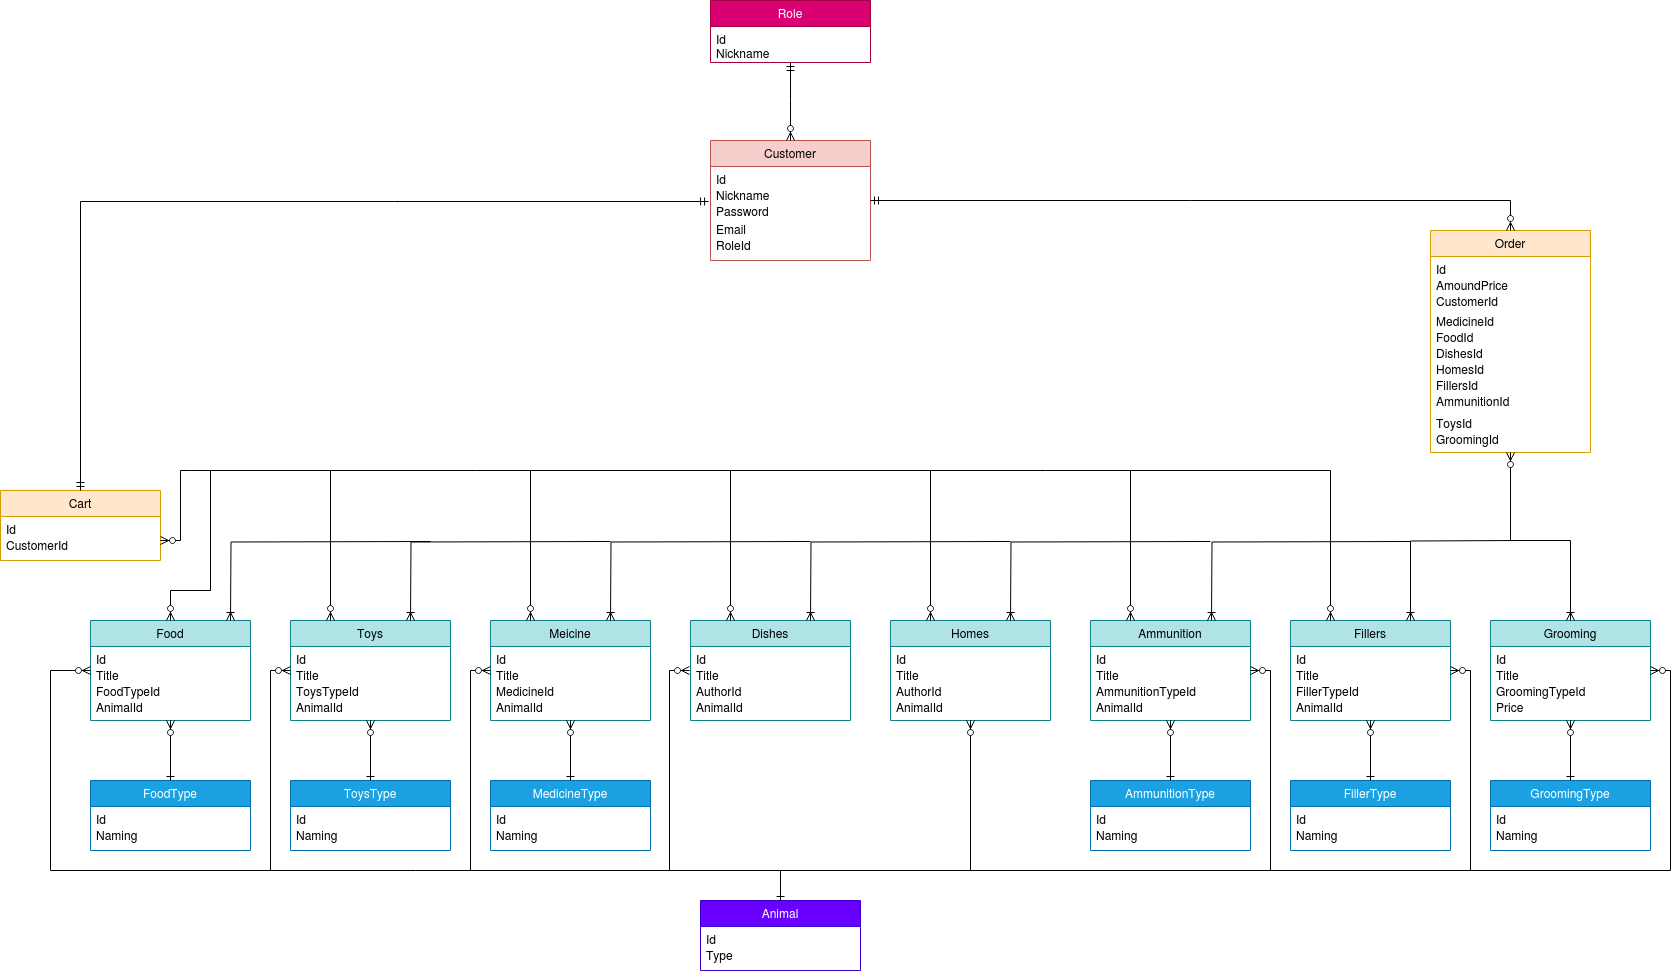 Role
Id
Nickname
Customer
Id
Nickname
Password
Email
RoleId
Order
Id
AmoundPrice
CustomerId
MedicineId
FoodId
DishesId
HomesId
FillersId
AmmunitionId
ToysId
GroomingId
Cart
Id
CustomerId
Food
Id
Title
FoodTypeId
AnimalId
Toys
Id
Title
ToysTypeId
AnimalId
Meicine
Id
Title
MedicineId
AnimalId
Dishes
Id
Title
AuthorId
AnimalId
Homes
Id
Title
AuthorId
AnimalId
Ammunition
Id
Title
AmmunitionTypeId
AnimalId
Fillers
Id
Title
FillerTypeId
AnimalId
Grooming
Id
Title
GroomingTypeId
Price
FoodType
Id
Naming
ToysType
Id
Naming
MedicineType
Id
Naming
AmmunitionType
Id
Naming
FillerType
Id
Naming
GroomingType
Id
Naming
Animal
Id
Type